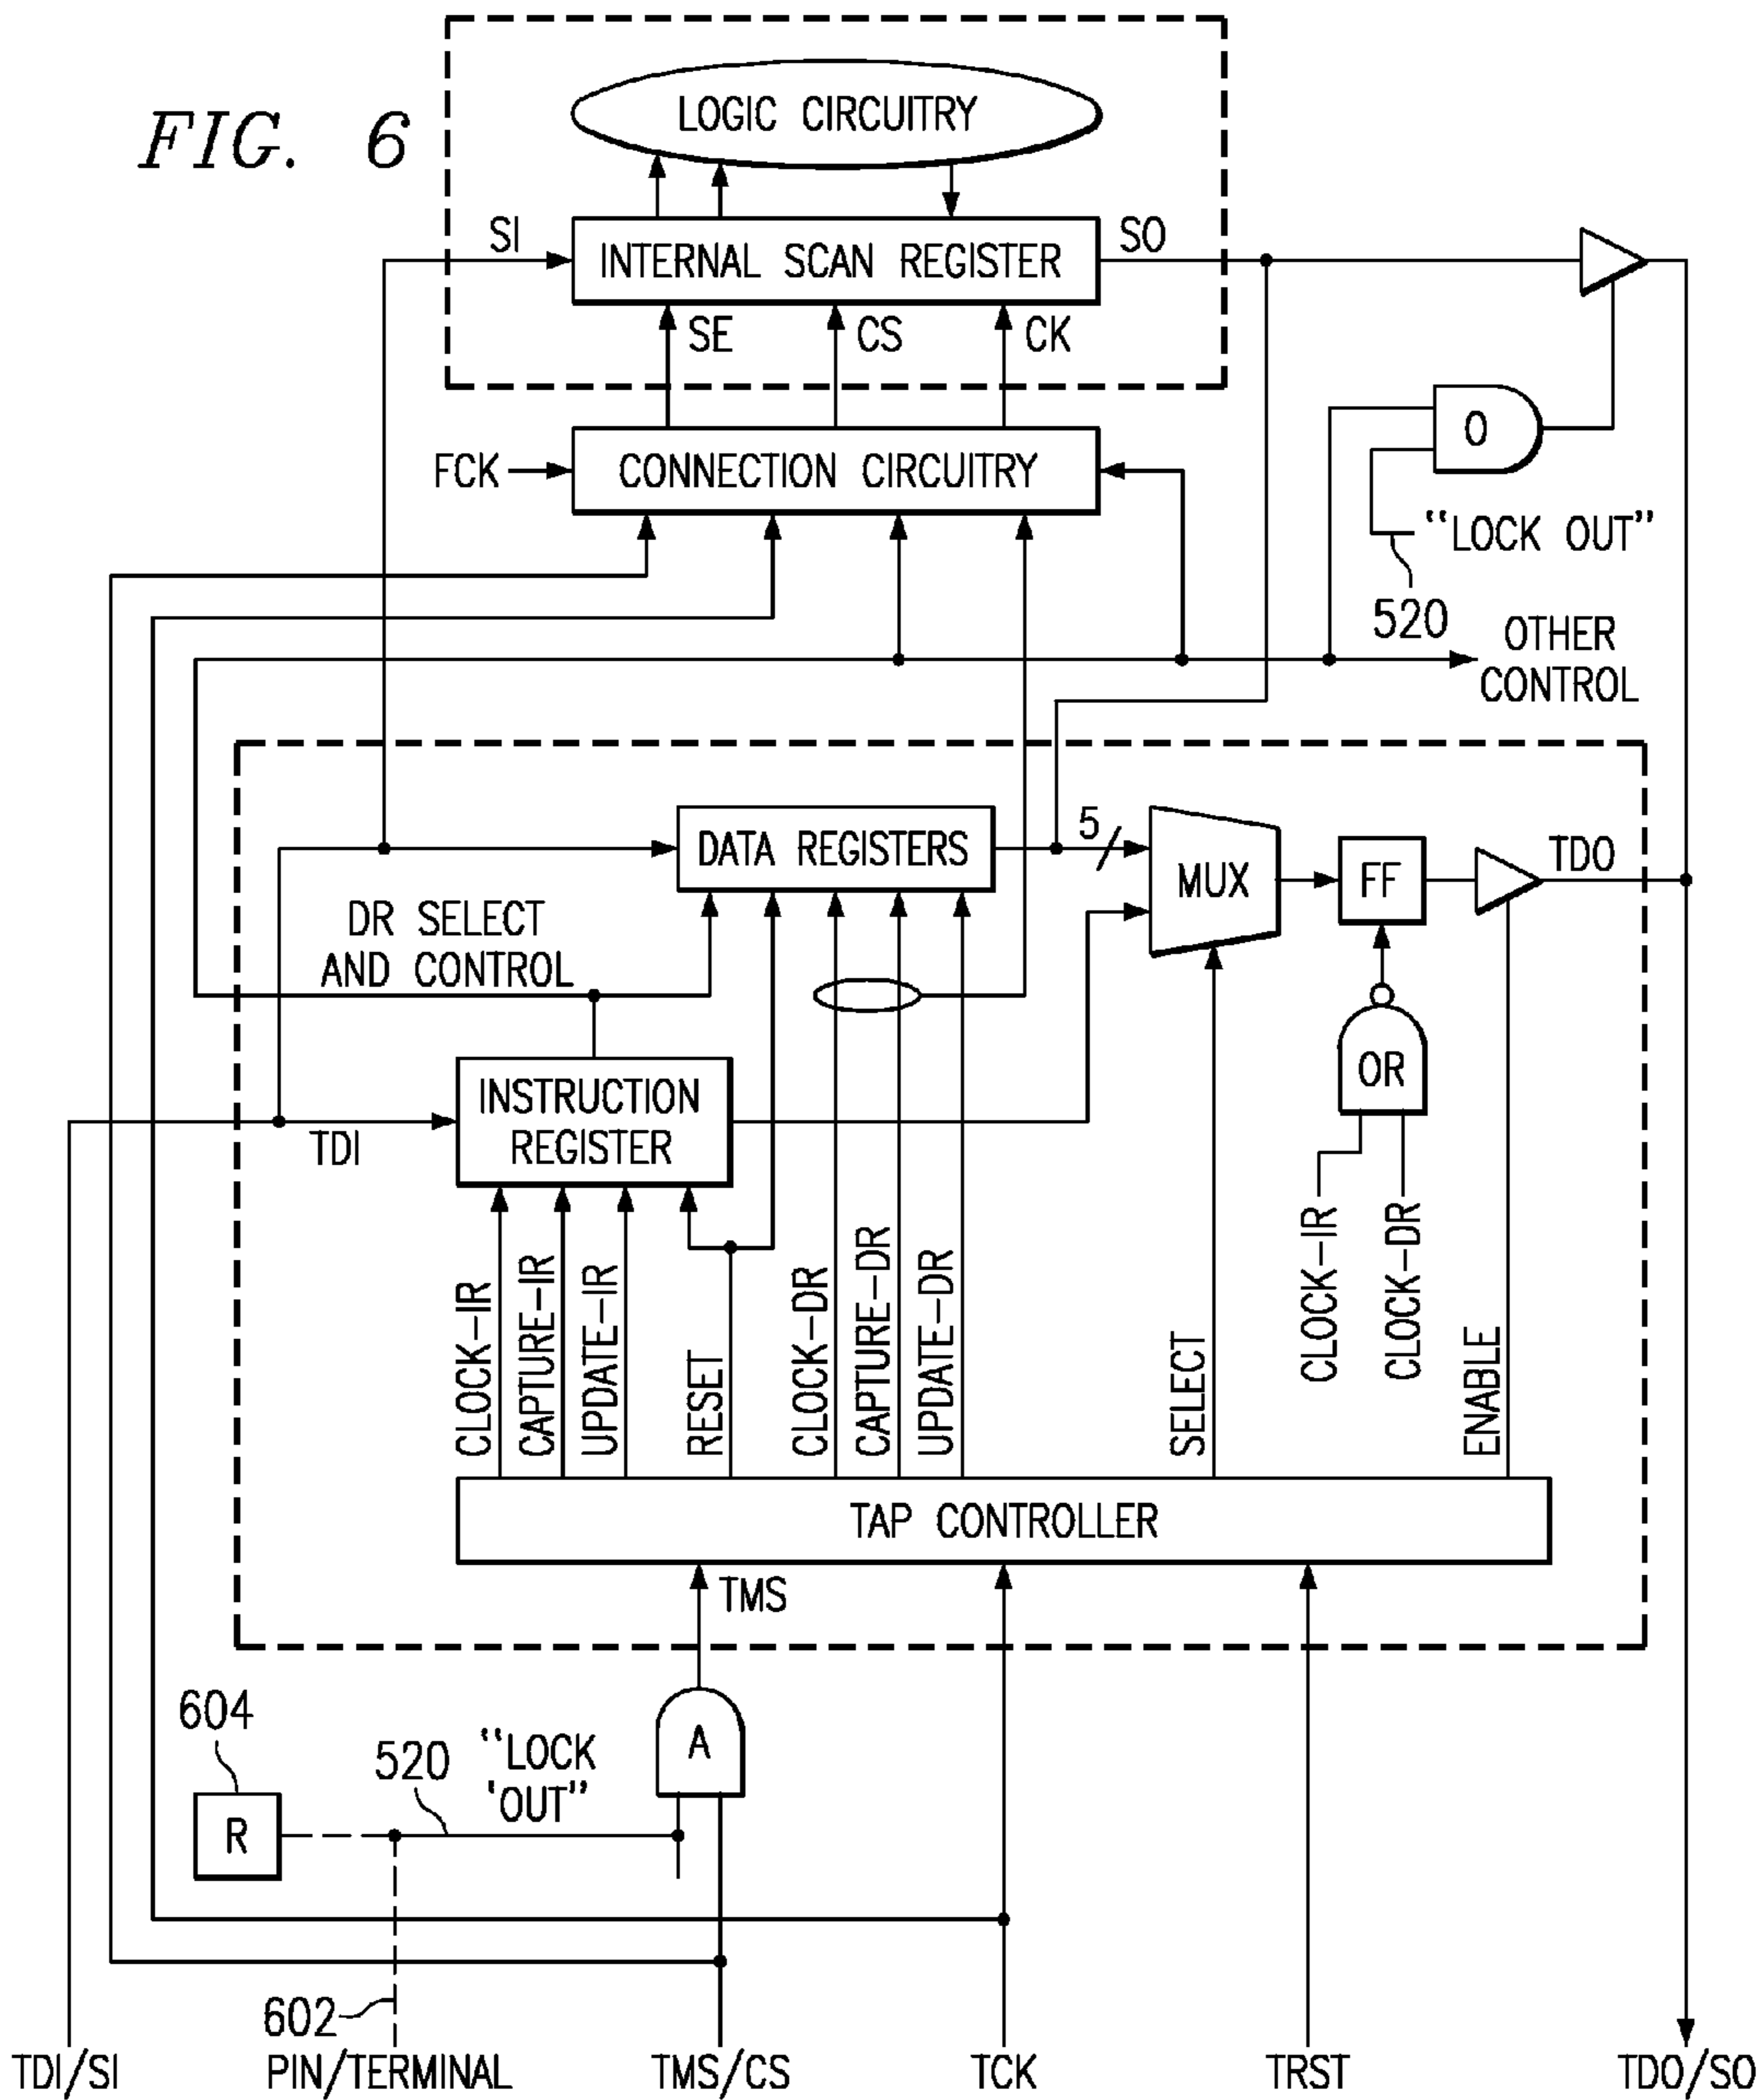 FIG. 6
LOGIC CIRCUITRY
SI
INTERNAL SCAN REGISTER
SO
SE
CS
CK
FCK
CONNECTION CIRCUITRY
O
"LOCK OUT"
520
OTHER
CONTROL
DATA REGISTERS
5
MUX
FF
TDO
DR SELECT
AND CONTROL
OR
INSTRUCTION
REGISTER
TDI
CLOCK-IR
CAPTURE-IR
UPDATE-IR
RESET
CLOCK-DR
CAPTURE-DR
UPDATE-DR
SELECT
CLOCK-IR
CLOCK-DR
ENABLE
TAP CONTROLLER
TMS
604
R
520
"LOCK
'OUT"
A
602
TDI/SI
PIN/TERMINAL
TMS/CS
TCK
TRST
TDO/SO